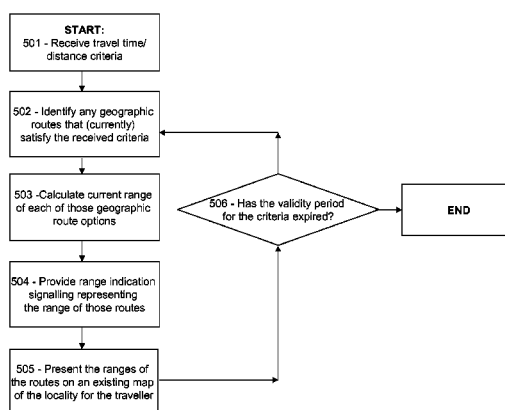 START:
501 - Receive travel time/
distance criteria
502 - Identify any geographic
routes that (currently)
satisfy the received criteria
503 -Calculate current range
of each of those geographic
route options
504 – Provide range indication
signalling representing
the range of those routes
505 - Present the ranges of
the routes on an existing map
of the locality for the traveller
506 - Has the validity period
for the criteria expired?
END